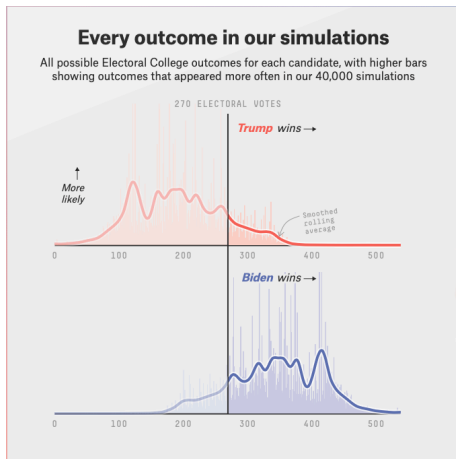 Every outcome in our simulations
All possible Electoral College outcomes for each candidate, with higher bars
showing outcomes that appeared more often in our 40,000 simulations
270 ELECTORAL VOTES
Trump wins →
↑
More
likely
Smoothed
rolling
average
0 100 200 300 400 500
Biden wins →
0 100 200 300 400 500